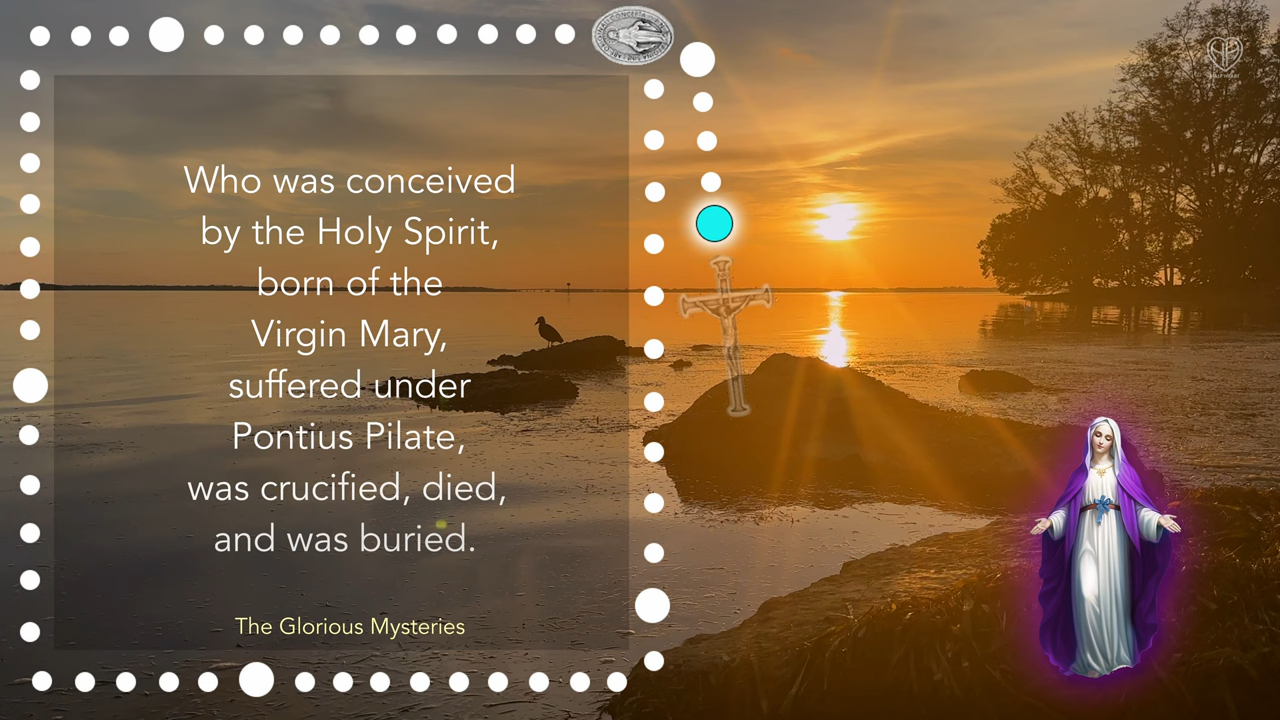 Who was conceived
by the Holy Spirit,
born of the
Virgin Mary,
suffered under
Pontius Pilate,
was crucified, died,
and was buried.
The Glorious Mysteries